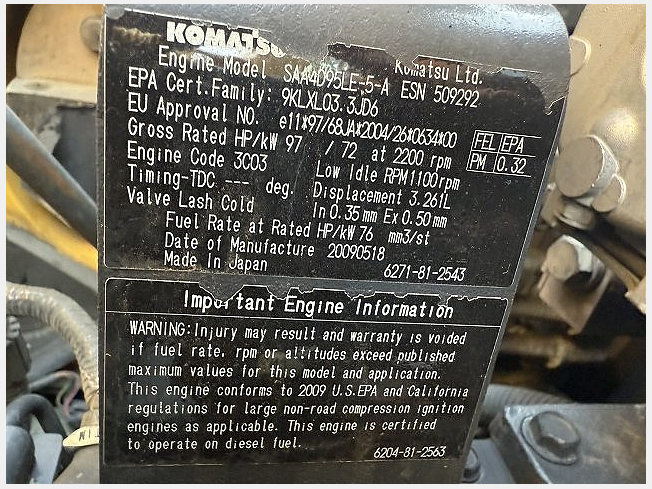 KOMATSU
Komatsu Ltd.
Engine Model SAA4D95LE-5-A ESN 509292
EPA Cert.Family: 9KLXL03.3JD6
EU Approval NO. e11*97/68JA*2004/26*0634*00
Gross Rated HP/kW 97 / 72 at 2200 rpm
FEL EPA
PM 0.32
Engine Code 3C03 Low Idle RPM 1100rpm
Timing-TDC --- deg. Displacement 3.261L
Valve Lash Cold In 0.35mm Ex 0.50mm
Fuel Rate at Rated HP/kW 76 mm3/st
Date of Manufacture 20090518
Made In Japan 6271-81-2543
Important Engine Information
WARNING: Injury may result and warranty is voided
if fuel rate, rpm or altitudes exceed published
maximum values for this model and application.
This engine conforms to 2009 U.S.EPA and California
regulations for large non-road compression ignition
engines as applicable. This engine is certified
to operate on diesel fuel.
6204-81-2563